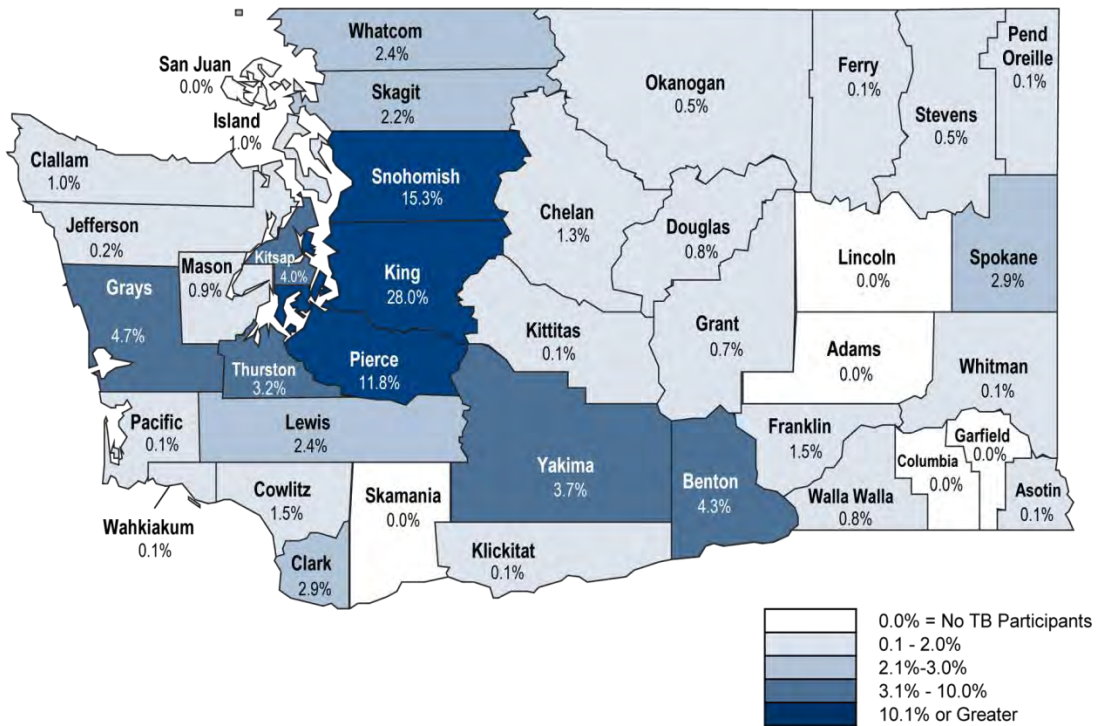 Whatcom
2.4%
San Juan
0.0%
Skagit
2.2%
Island
1.0%
Okanogan
0.5%
Ferry
0.1%
Stevens
0.5%
Pend
Oreille
0.1%
Clallam
1.0%
Snohomish
15.3%
Chelan
1.3%
Douglas
0.8%
Jefferson
0.2%
Kitsap
4.0%
Mason
0.9%
King
28.0%
Lincoln
0.0%
Spokane
2.9%
Grays
4.7%
Kittitas
0.1%
Grant
0.7%
Adams
0.0%
Whitman
0.1%
Thurston
3.2%
Pierce
11.8%
Pacific
0.1%
Lewis
2.4%
Yakima
3.7%
Benton
4.3%
Franklin
1.5%
Columbia
0.0%
Garfield
0.0%
Asotin
0.1%
Walla Walla
0.8%
Wahkiakum
0.1%
Cowlitz
1.5%
Skamania
0.0%
Klickitat
0.1%
Clark
2.9%
0.0% = No TB Participants
0.1 - 2.0%
2.1%-3.0%
3.1% - 10.0%
10.1% or Greater